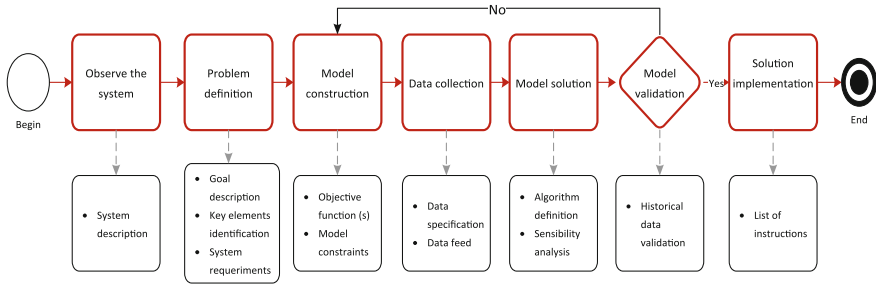 No
Observe the
system
Problem
definition
Model
construction
Data collection
Model solution
Model
validation
Yes
Solution
implementation
Begin
End
• System
description
• Goal
description
• Key elements
identification
• System
requeriments
• Objective
function (s)
• Model
constraints
• Data
specification
• Data feed
• Algorithm
definition
• Sensibility
analysis
• Historical
data
validation
• List of
instructions